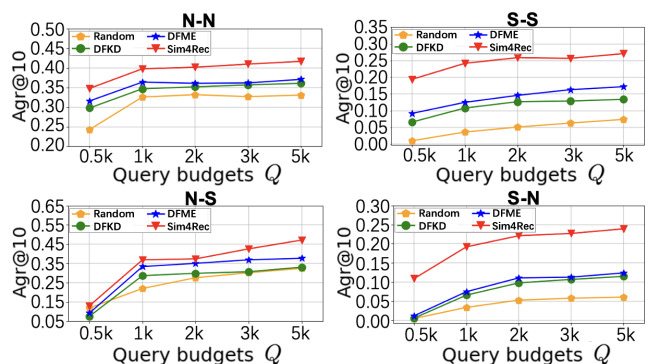 N-N
Agr@10
0.50
0.45
0.40
0.35
0.30
0.25
0.20
Random
DFME
DFKD
Sim4Rec
0.5k 1k 2k 3k 5k
Query budgets Q
S-S
Agr@10
0.35
0.30
0.25
0.20
0.15
0.10
0.05
0.00
Random
DFME
DFKD
Sim4Rec
0.5k 1k 2k 3k 5k
Query budgets Q
N-S
Agr@10
0.65
0.55
0.45
0.35
0.25
0.15
0.05
Random
DFME
DFKD
Sim4Rec
0.5k 1k 2k 3k 5k
Query budgets Q
S-N
Agr@10
0.30
0.25
0.20
0.15
0.10
0.05
0.00
Random
DFME
DFKD
Sim4Rec
0.5k 1k 2k 3k 5k
Query budgets Q